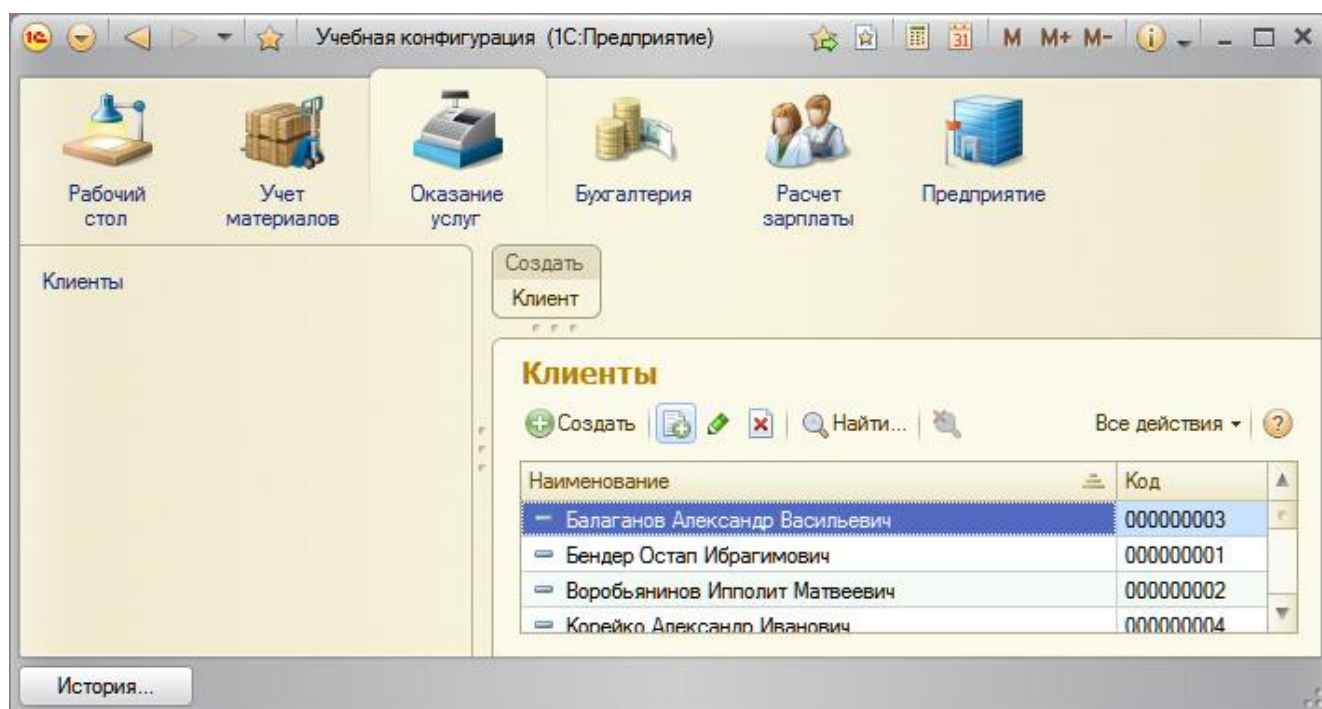 1С Учебная конфигурация (1С:Предприятие) 31 M M+ M-
Рабочий стол
Учет материалов
Оказание услуг
Бухгалтерия
Расчет зарплаты
Предприятие
Клиенты
Создать
Клиент
Клиенты
Создать Найти... Все действия
Наименование Код
Балаганов Александр Васильевич 000000003
Бендер Остап Ибрагимович 000000001
Воробьянинов Ипполит Матвеевич 000000002
Корейко Александр Иванович 000000004
История...